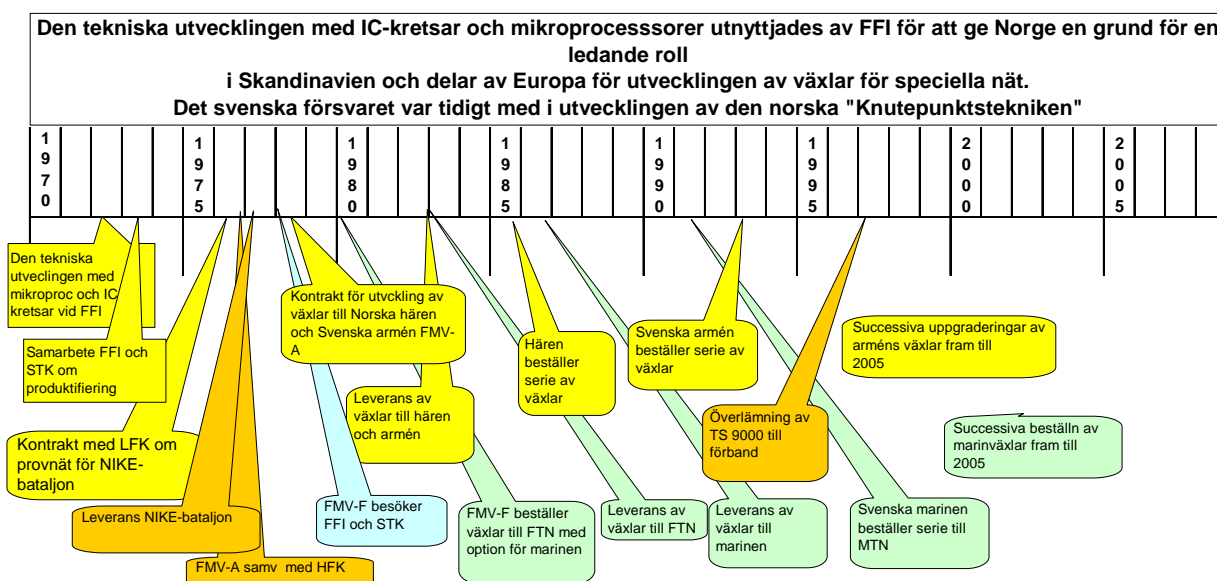 Den tekniska utvecklingen med IC-kretsar och mikroprocesssorer utnyttjades av FFI för att ge Norge en grund för en
ledande roll
i Skandinavien och delar av Europa för utvecklingen av växlar för speciella nät.
Det svenska försvaret var tidigt med i utvecklingen av den norska "Knutepunktstekniken"
1970
1975
1980
1985
1990
1995
2000
2005
Den tekniska
utveclingen med
mikroproc och IC
kretsar vid FFI
Samarbete FFI och
STK om
produktifiering
Kontrakt med LFK om
provnät för NIKE-
bataljon
Leverans NIKE-bataljon
FMV-A samv med HFK
Kontrakt för utvckling av
växlar till Norska hären
och Svenska armén FMV-
A
Leverans av
växlar till hären
och armén
FMV-F besöker
FFI och STK
FMV-F beställer
växlar till FTN med
option för marinen
Hären
beställer
serie av
växlar
Leverans av
växlar till FTN
Svenska armén
beställer serie av
växlar
Leverans av
växlar till
marinen
Överlämning av
TS 9000 till
förband
Svenska marinen
beställer serie till
MTN
Successiva uppgraderingar av
arméns växlar fram till
2005
Successiva beställn av
marinväxlar fram till
2005